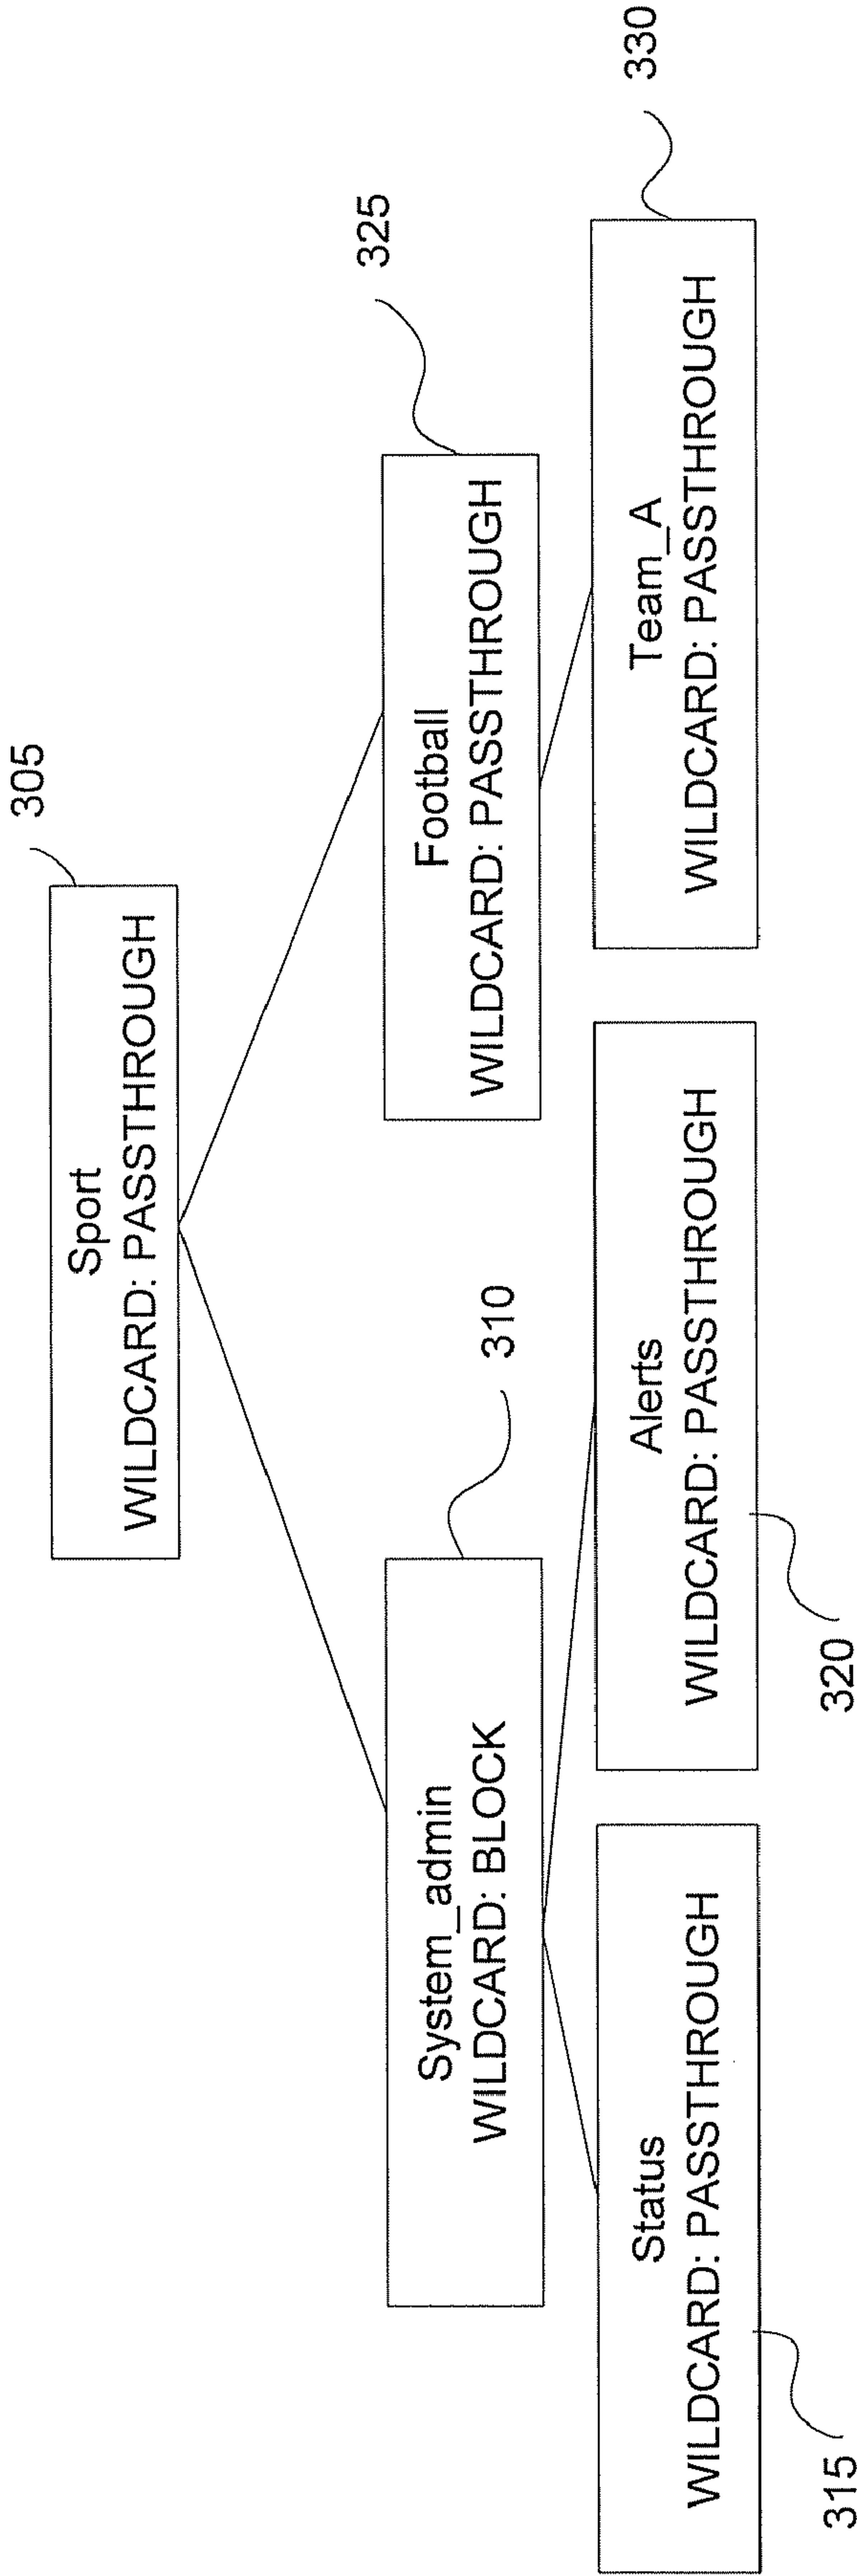 305
Sport
WILDCARD: PASSTHROUGH
310
System_admin
WILDCARD: BLOCK
325
Football
WILDCARD: PASSTHROUGH
Status
WILDCARD: PASSTHROUGH
315
Alerts
WILDCARD: PASSTHROUGH
320
Team_A
WILDCARD: PASSTHROUGH
330